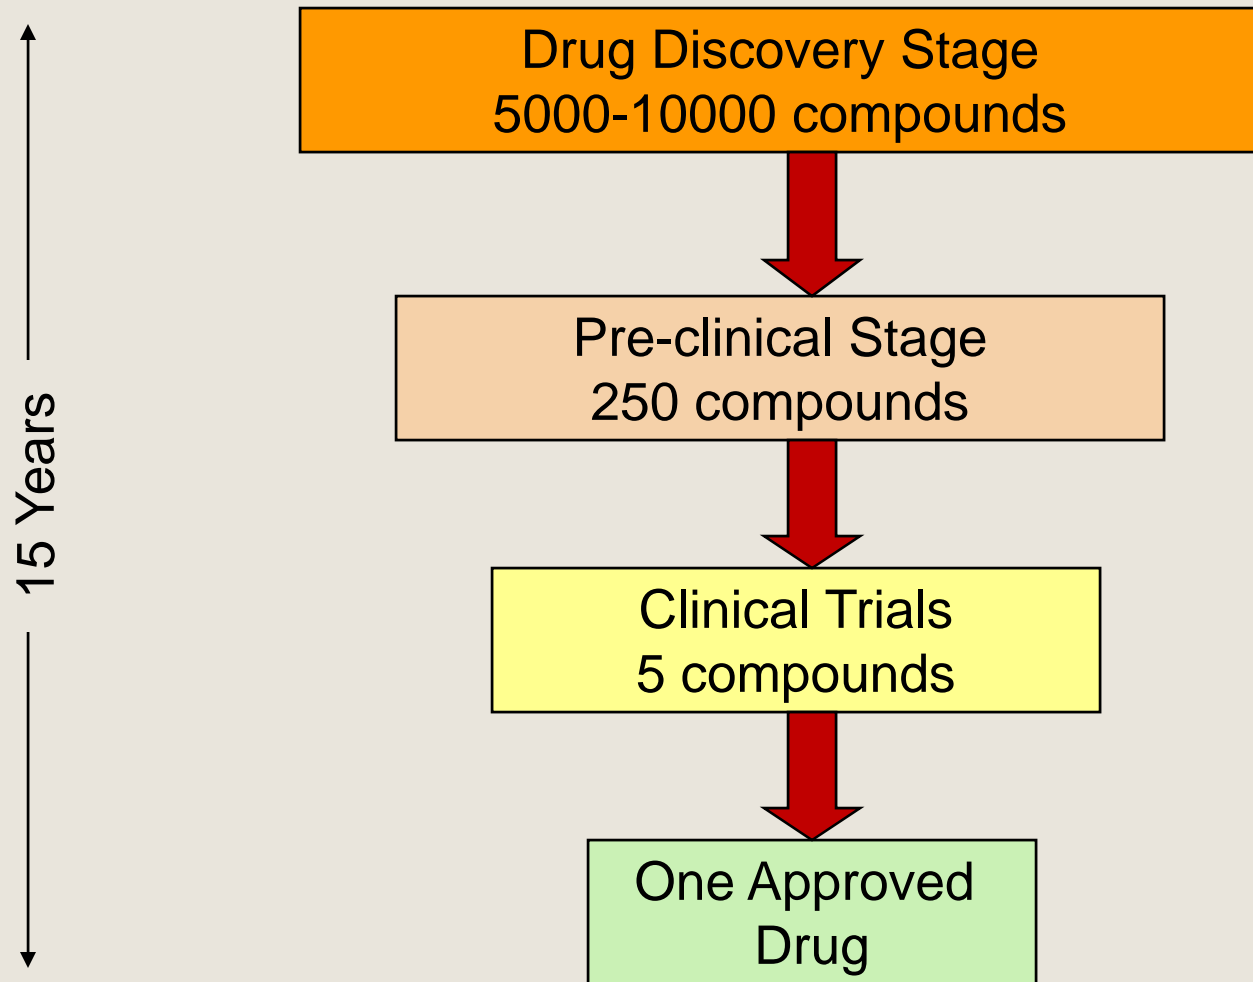 Drug Discovery Stage
5000-10000 compounds
Pre-clinical Stage
250 compounds
15 Years
Clinical Trials
5 compounds
One Approved
Drug